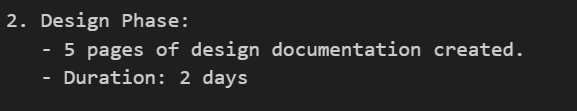 2. Design Phase:
- 5 pages of design documentation created.
- Duration: 2 days